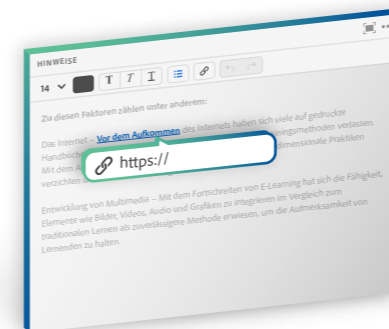 HINWEISE
14 T T I
Zu diesen Faktoren zählen unter anderem:
Das Internet – Vor dem Aufkommen des Internets haben sich viele auf gedruckte
Handbücher
Mit dem A dimensionale Praktiken
verzichten
https://
Entwicklung von Multimedia – Mit dem Fortschreiten von E-Learning hat sich die Fähigkeit,
Elemente wie Bilder, Videos, Audio und Grafiken zu integrieren im Vergleich zum
traditionalen Lernen als zuverlässigere Methode erwiesen, um die Aufmerksamkeit von
Lernenden zu halten.